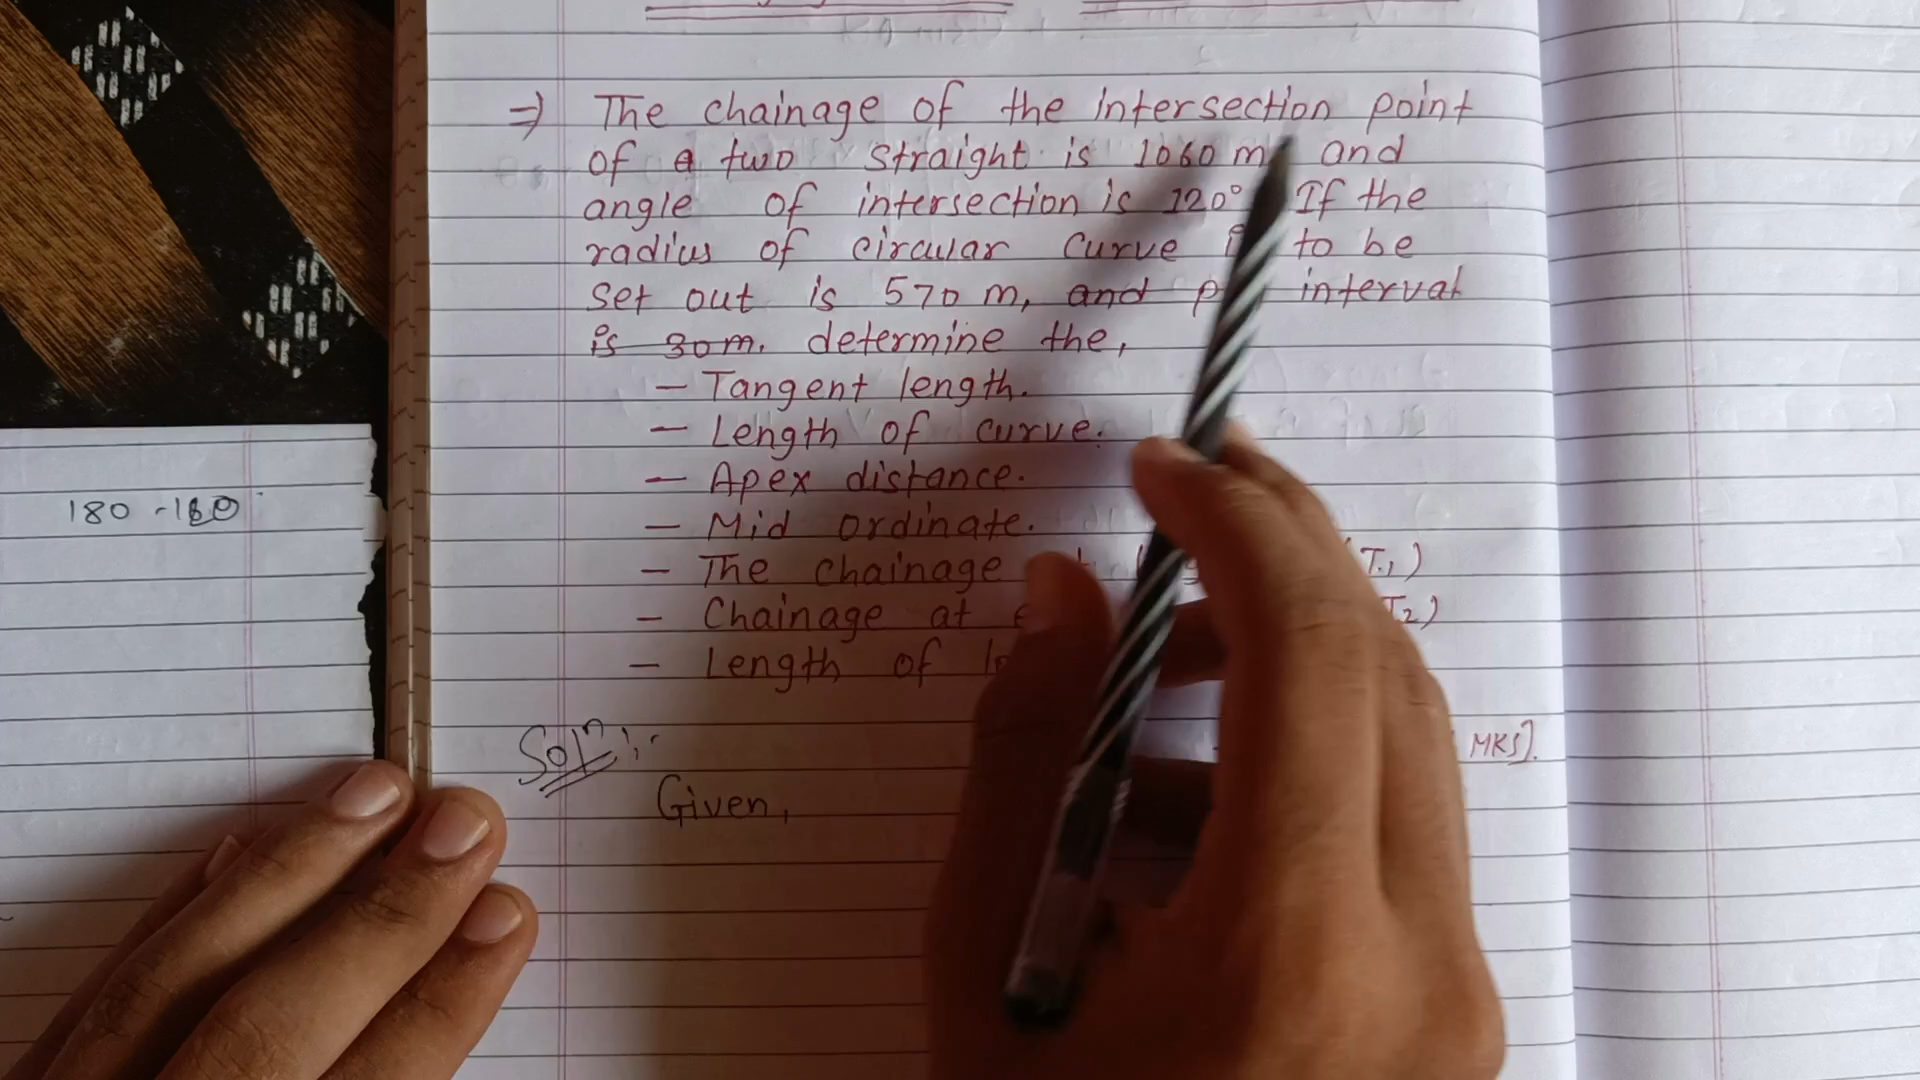 ⇒ The chainage of the intersection point
of a two straight is 1060 m and
angle of intersection is 120° If the
radius of circular curve to be
set out is 570 m, and interval
is 30m. determine the,
— Tangent length.
— Length of curve.
— Apex distance.
— Mid ordinate.
— The chainage T.1)
— Chainage at T2)
— Length of
MKS].
Soln :-
Given,
180 -180